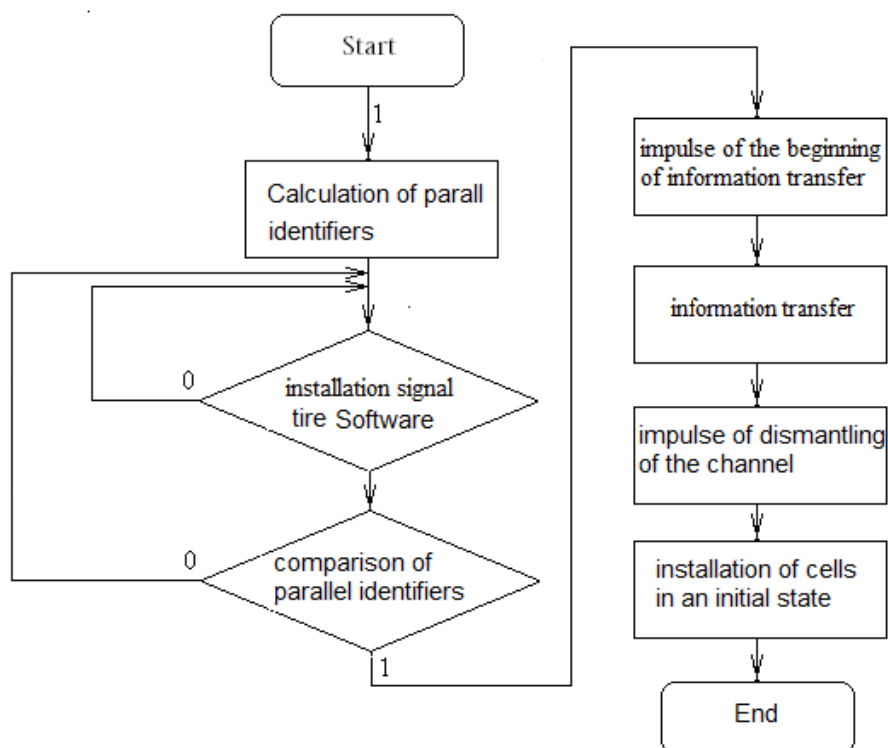 Start
1
Calculation of parall
identifiers
0
installation signal
tire Software
0
comparison of
parallel identifiers
1
impulse of the beginning
of information transfer
information transfer
impulse of dismantling
of the channel
installation of cells
in an initial state
End